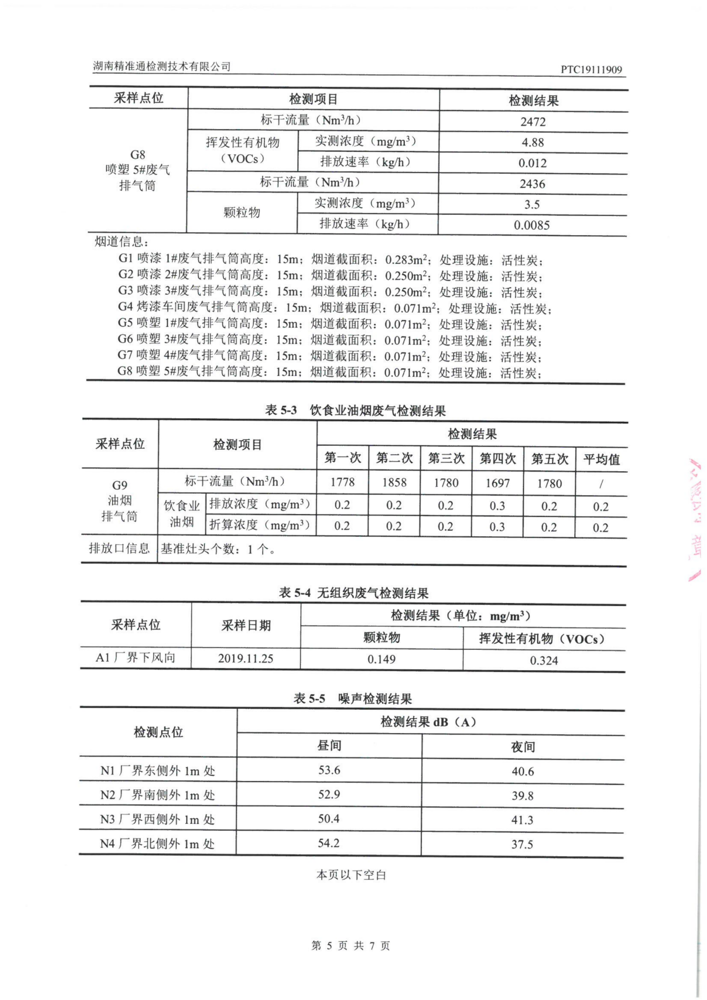 湖南精准通检测技术有限公司 PTC19111909
采样点位 检测项目 检测结果
G8
喷塑 5#废气
排气筒
标干流量（Nm³/h） 2472
挥发性有机物
（VOCs）
实测浓度（mg/m³） 4.88
排放速率（kg/h） 0.012
标干流量（Nm³/h） 2436
颗粒物
实测浓度（mg/m³） 3.5
排放速率（kg/h） 0.0085
烟道信息：
G1 喷漆 1#废气排气筒高度：15m；烟道截面积：0.283m²；处理设施：活性炭；
G2 喷漆 2#废气排气筒高度：15m；烟道截面积：0.250m²；处理设施：活性炭；
G3 喷漆 3#废气排气筒高度：15m；烟道截面积：0.250m²；处理设施：活性炭；
G4 烤漆车间废气排气筒高度：15m；烟道截面积：0.071m²；处理设施：活性炭；
G5 喷塑 1#废气排气筒高度：15m；烟道截面积：0.071m²；处理设施：活性炭；
G6 喷塑 3#废气排气筒高度：15m；烟道截面积：0.071m²；处理设施：活性炭；
G7 喷塑 4#废气排气筒高度：15m；烟道截面积：0.071m²；处理设施：活性炭；
G8 喷塑 5#废气排气筒高度：15m；烟道截面积：0.071m²；处理设施：活性炭；
表 5-3 饮食业油烟废气检测结果
采样点位 检测项目 检测结果
第一次 第二次 第三次 第四次 第五次 平均值
G9
油烟
排气筒
标干流量（Nm³/h） 1778 1858 1780 1697 1780 /
饮食业
油烟
排放浓度（mg/m³） 0.2 0.2 0.2 0.3 0.2 0.2
折算浓度（mg/m³） 0.2 0.2 0.2 0.3 0.2 0.2
排放口信息 基准灶头个数：1 个。
表 5-4 无组织废气检测结果
采样点位 采样日期 检测结果（单位：mg/m³）
颗粒物 挥发性有机物（VOCs）
A1 厂界下风向 2019.11.25 0.149 0.324
表 5-5 噪声检测结果
检测点位 检测结果 dB（A）
昼间 夜间
N1 厂界东侧外 1m 处 53.6 40.6
N2 厂界南侧外 1m 处 52.9 39.8
N3 厂界西侧外 1m 处 50.4 41.3
N4 厂界北侧外 1m 处 54.2 37.5
本页以下空白
第 5 页 共 7 页